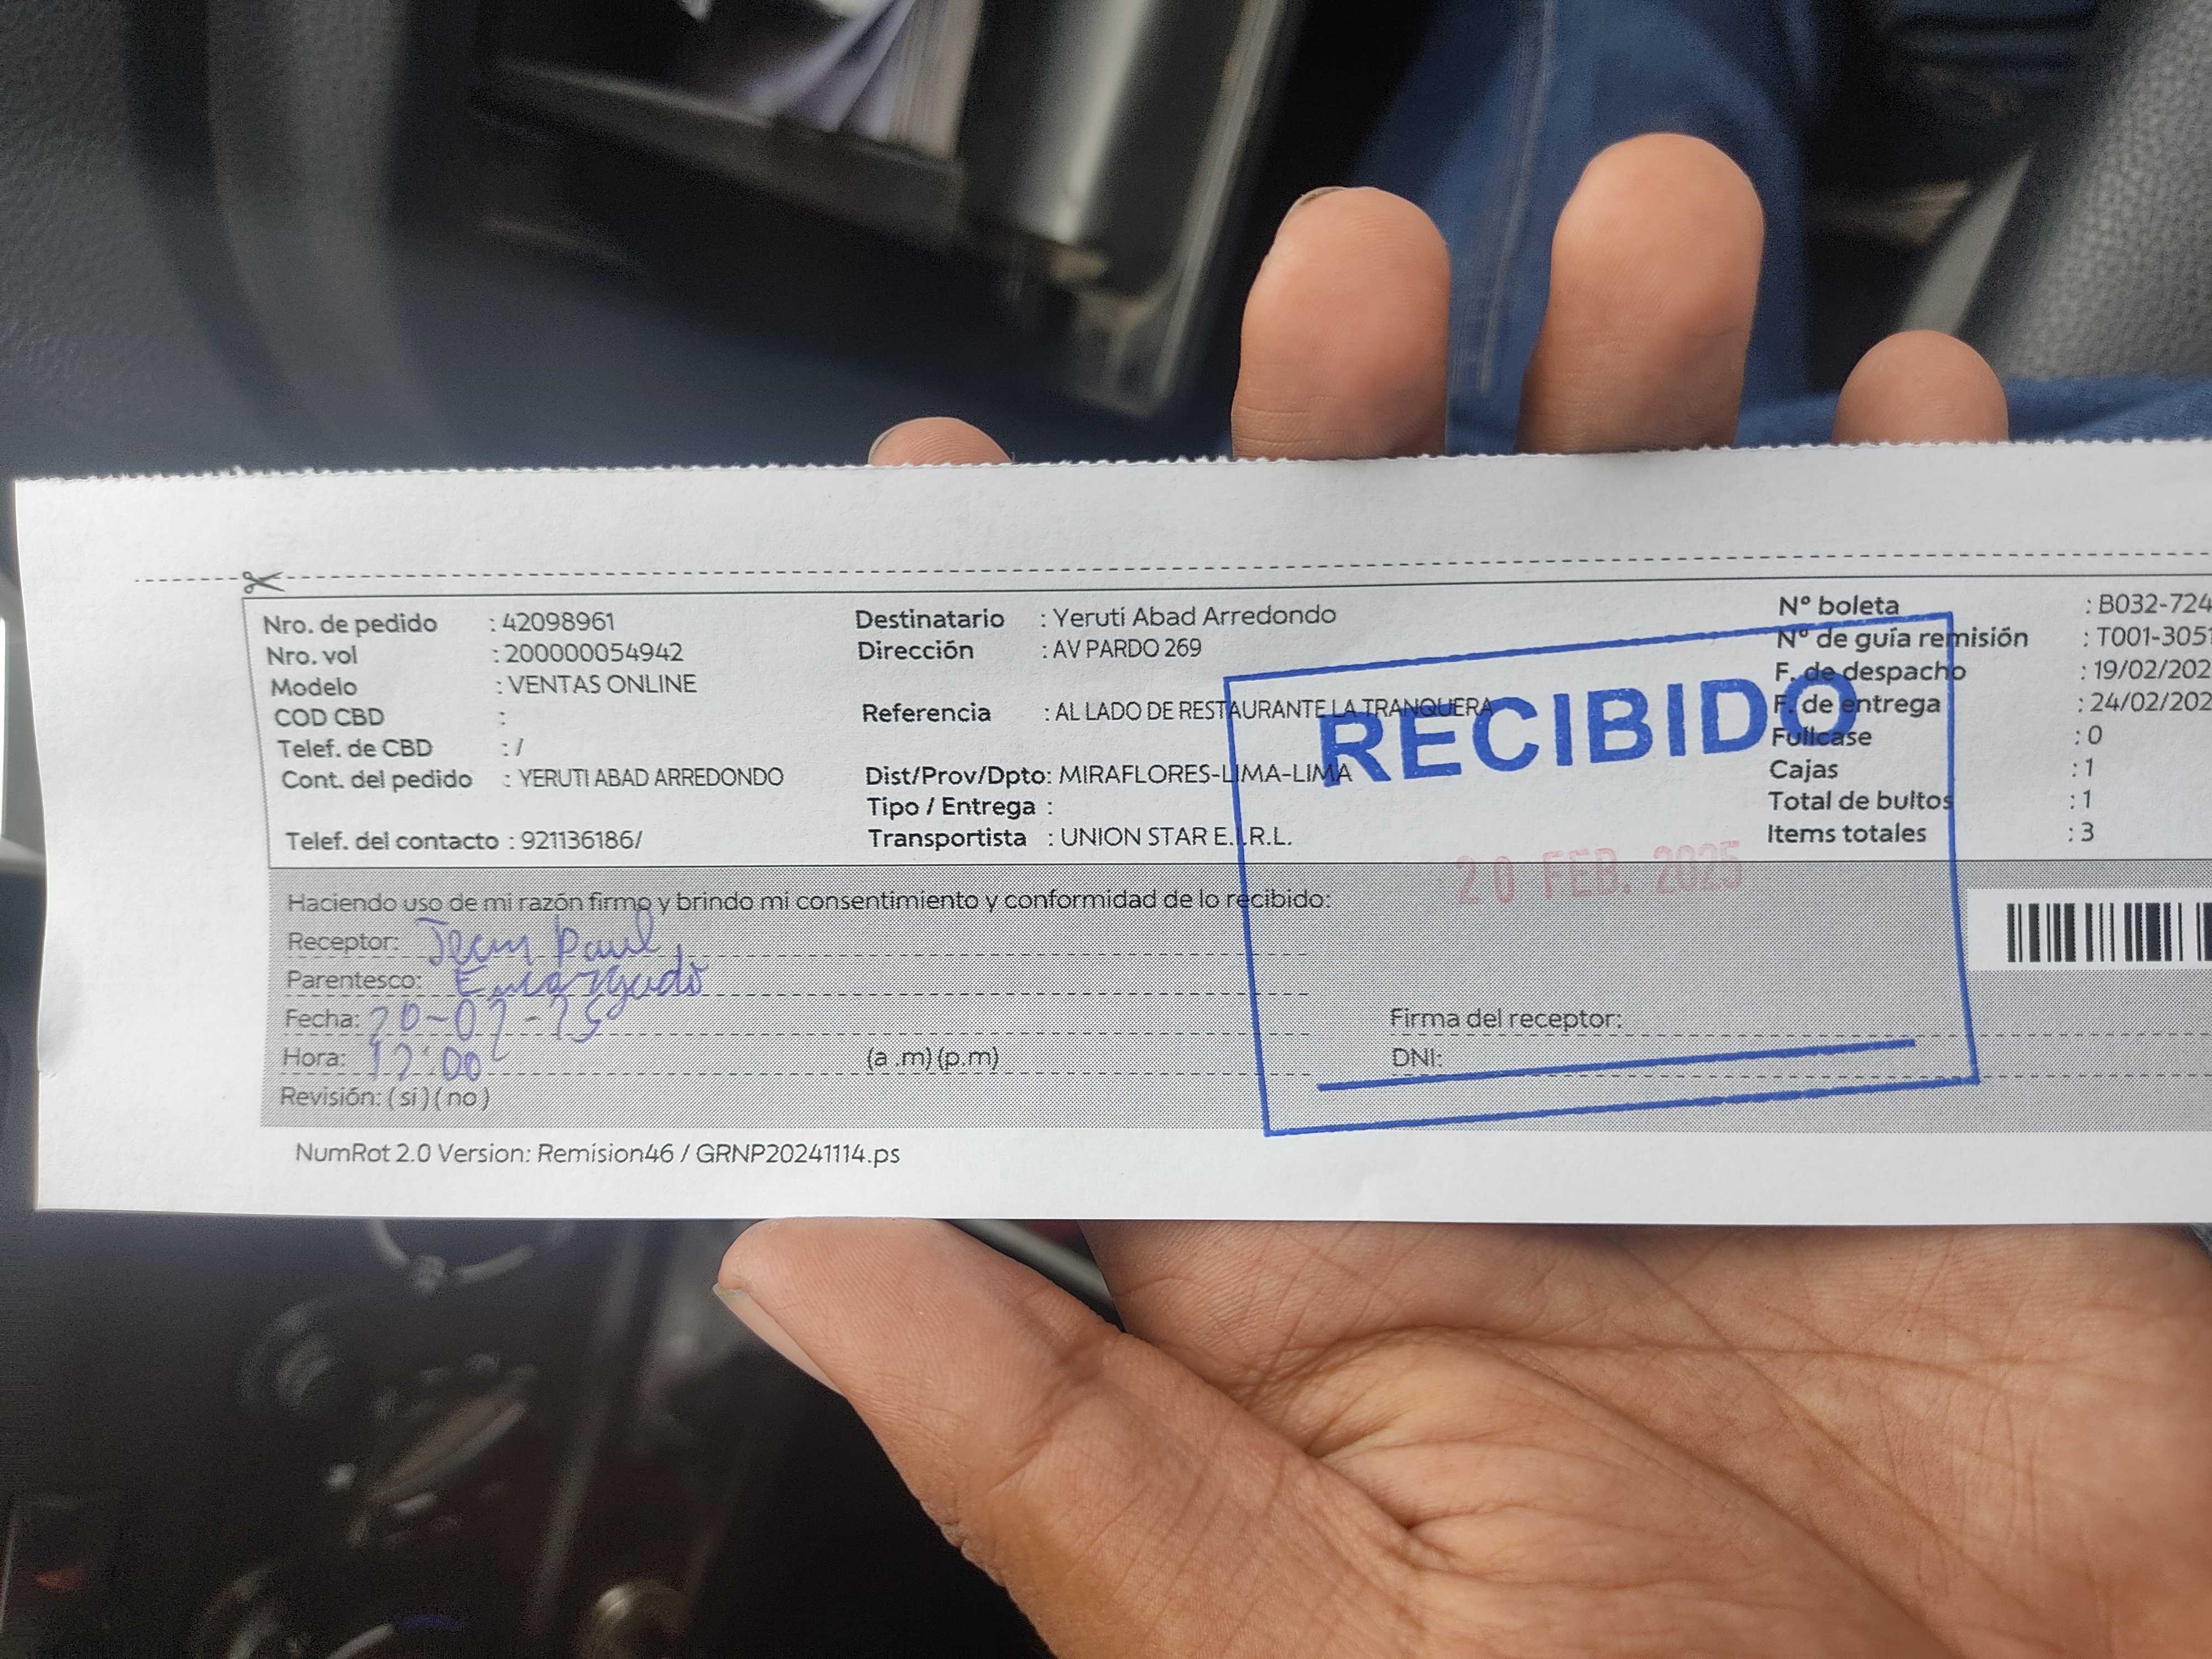 Nro. de pedido : 42098961
Nro. vol : 200000054942
Modelo : VENTAS ONLINE
COD CBD :
Telef. de CBD : /
Cont. del pedido : YERUTI ABAD ARREDONDO
Telef. del contacto : 921136186/
Destinatario : Yeruti Abad Arredondo
Dirección : AV PARDO 269
Referencia : AL LADO DE RESTAURANTE LA TRANQUERA
Dist/Prov/Dpto: MIRAFLORES-LIMA-LIMA
Tipo / Entrega :
Transportista : UNION STAR E.I.R.L.
N° boleta : B032-724
N° de guía remisión : T001-3051
F. de despacho : 19/02/202
F. de entrega : 24/02/202
Fullcase : 0
Cajas : 1
Total de bultos : 1
Items totales : 3
RECIBIDO
20 FEB. 2025
Haciendo uso de mi razón firmo y brindo mi consentimiento y conformidad de lo recibido:
Receptor: Jean Paul
Parentesco: Encargado
Fecha: 20-02-25
Hora: 12:00 (a .m) (p.m)
Revisión: ( si ) ( no )
Firma del receptor:
DNI:
NumRot 2.0 Version: Remision46 / GRNP20241114.ps